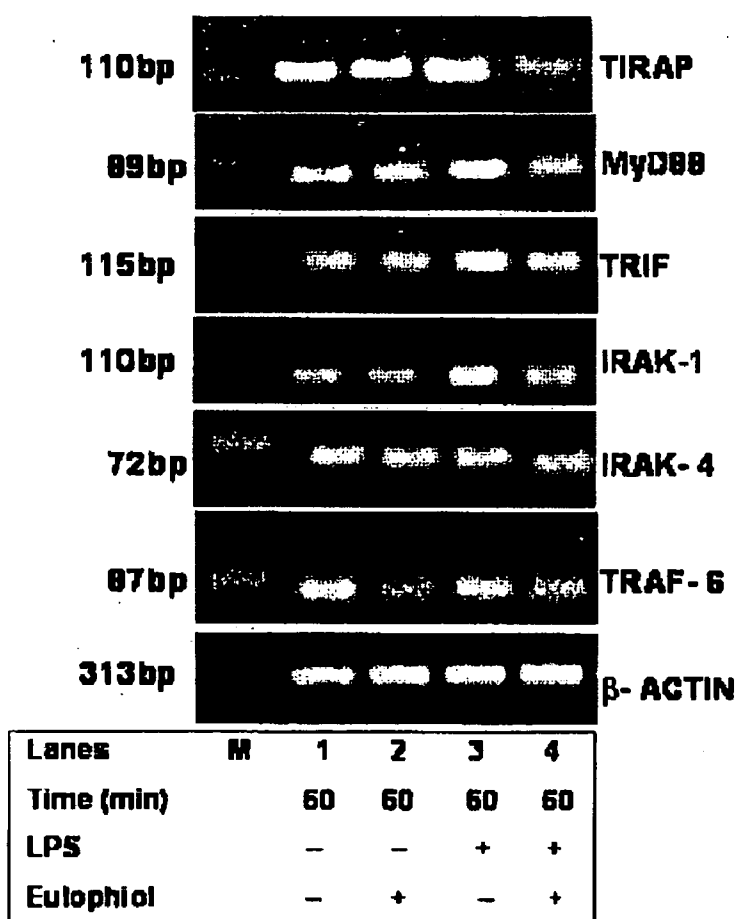 110bp TIRAP
89bp MyD88
115bp TRIF
110bp IRAK-1
72bp IRAK-4
87bp TRAF-6
313bp β-ACTIN
Lanes M 1 2 3 4
Time (min) 60 60 60 60
LPS − − + +
Eulophiol − + − +